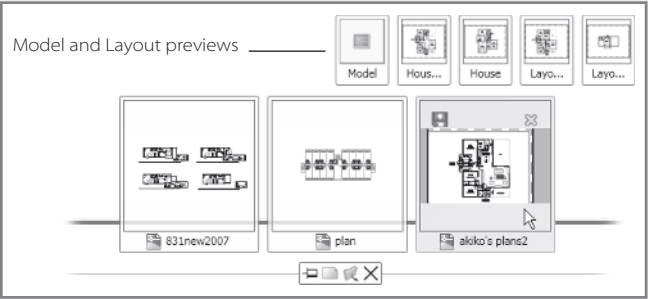 Model and Layout previews
Model Hous... House Layo... Layo...
831new2007 plan akiko's plans2